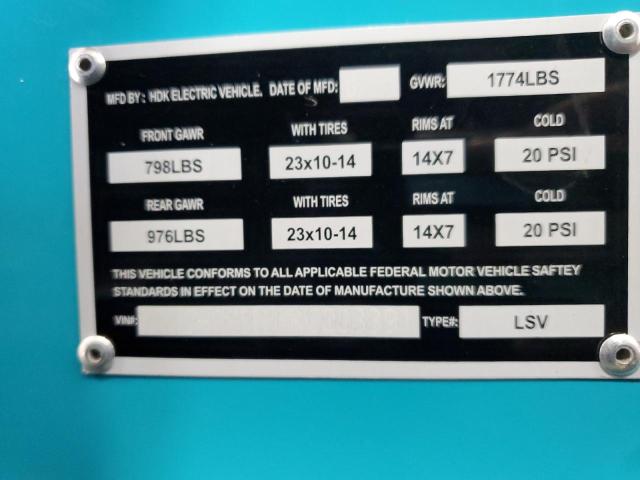 MFD BY: HDK ELECTRIC VEHICLE. DATE OF MFD: GVWR: 1774LBS
FRONT GAWR WITH TIRES RIMS AT COLD
798LBS 23x10-14 14X7 20 PSI
REAR GAWR WITH TIRES RIMS AT COLD
976LBS 23x10-14 14X7 20 PSI
THIS VEHICLE CONFORMS TO ALL APPLICABLE FEDERAL MOTOR VEHICLE SAFTEY
STANDARDS IN EFFECT ON THE DATE OF MANUFACTURE SHOWN ABOVE.
VIN#: TYPE#: LSV